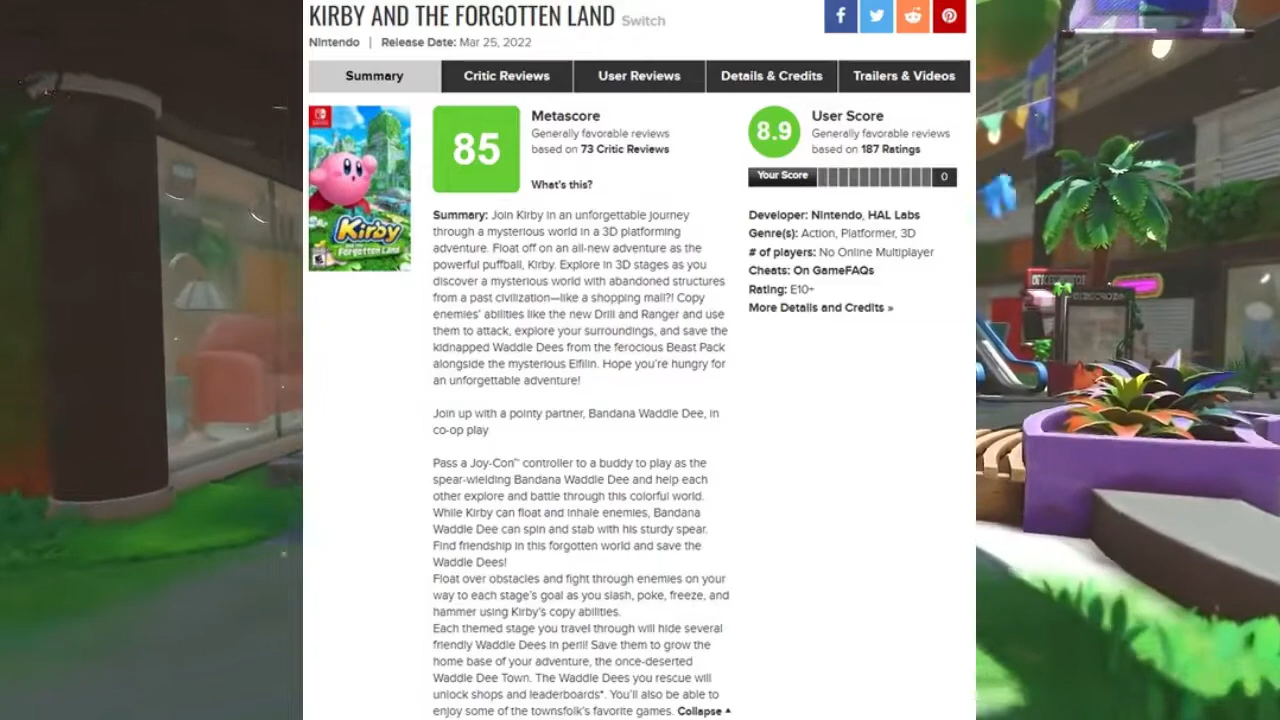 KIRBY AND THE FORGOTTEN LAND Switch
Nintendo | Release Date: Mar 25, 2022
Summary
Critic Reviews
User Reviews
Details & Credits
Trailers & Videos
85
Metascore
Generally favorable reviews
based on 73 Critic Reviews
What's this?
8.9
User Score
Generally favorable reviews
based on 187 Ratings
Your Score
0
Kirby
and the
Forgotten Land
Summary: Join Kirby in an unforgettable journey
through a mysterious world in a 3D platforming
adventure. Float off on an all-new adventure as the
powerful puffball, Kirby. Explore in 3D stages as you
discover a mysterious world with abandoned structures
from a past civilization—like a shopping mall?! Copy
enemies' abilities like the new Drill and Ranger and use
them to attack, explore your surroundings, and save the
kidnapped Waddle Dees from the ferocious Beast Pack
alongside the mysterious Elfilin. Hope you're hungry for
an unforgettable adventure!
Join up with a pointy partner, Bandana Waddle Dee, in
co-op play
Pass a Joy-Con™ controller to a buddy to play as the
spear-wielding Bandana Waddle Dee and help each
other explore and battle through this colorful world.
While Kirby can float and inhale enemies, Bandana
Waddle Dee can spin and stab with his sturdy spear.
Find friendship in this forgotten world and save the
Waddle Dees!
Float over obstacles and fight through enemies on your
way to each stage's goal as you slash, poke, freeze, and
hammer using Kirby's copy abilities.
Each themed stage you travel through will hide several
friendly Waddle Dees in peril! Save them to grow the
home base of your adventure, the once-deserted
Waddle Dee Town. The Waddle Dees you rescue will
unlock shops and leaderboards*. You'll also be able to
enjoy some of the townsfolk's favorite games. Collapse
Developer: Nintendo, HAL Labs
Genre(s): Action, Platformer, 3D
# of players: No Online Multiplayer
Cheats: On GameFAQs
Rating: E10+
More Details and Credits »